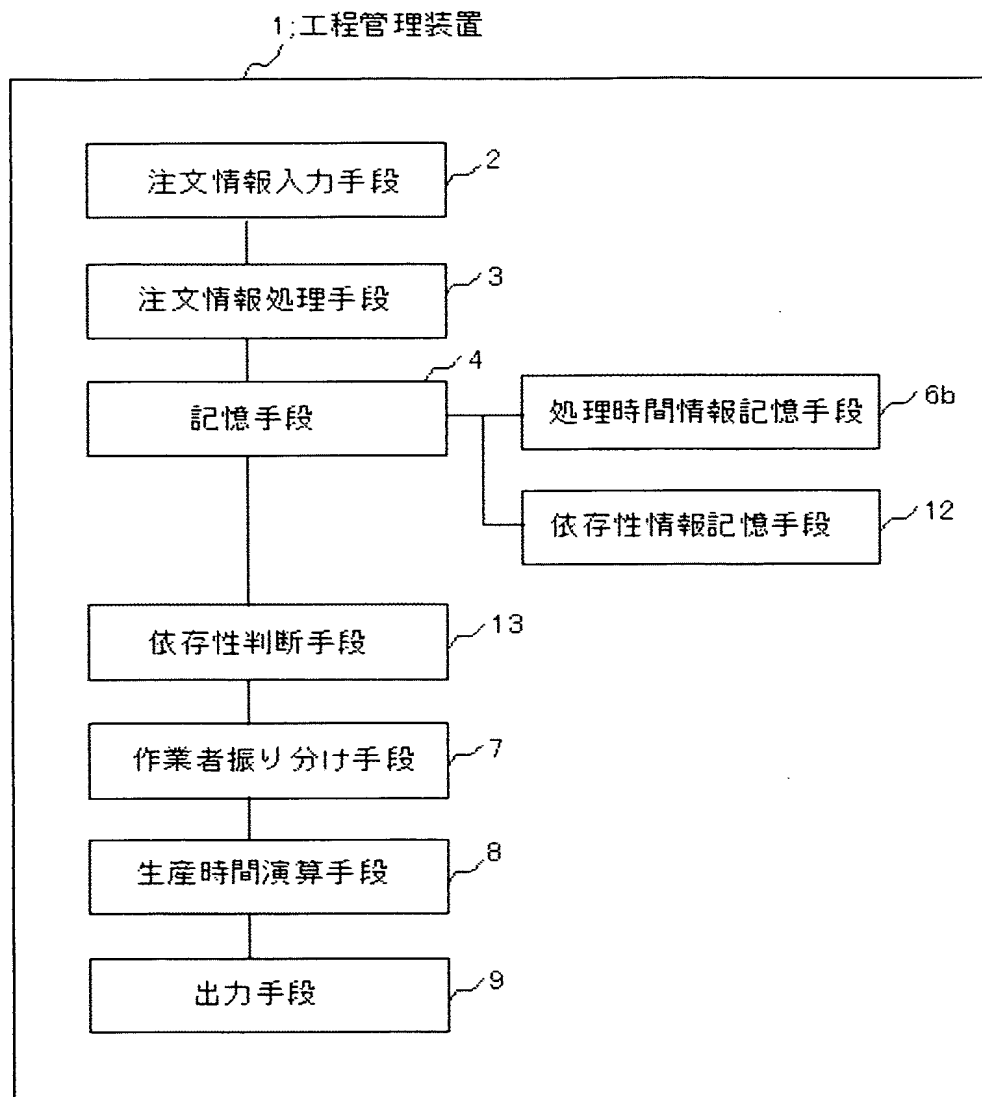 1;工程管理装置
2
注文情報入力手段
3
注文情報処理手段
4
記憶手段
処理時間情報記憶手段
6b
依存性情報記憶手段
12
依存性判断手段
13
作業者振り分け手段
7
生産時間演算手段
8
出力手段
9